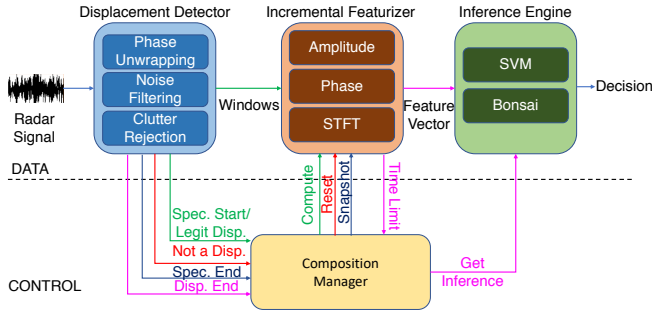 Displacement Detector
Incremental Featurizer
Inference Engine
Phase
Unwrapping
Noise
Filtering
Clutter
Rejection
Amplitude
Phase
STFT
SVM
Bonsai
Radar
Signal
Windows
Feature
Vector
Decision
DATA
Spec. Start/
Legit Disp.
Not a Disp.
Spec. End
Disp. End
Compute
Reset
Snapshot
Time Limit
Composition
Manager
Get
Inference
CONTROL